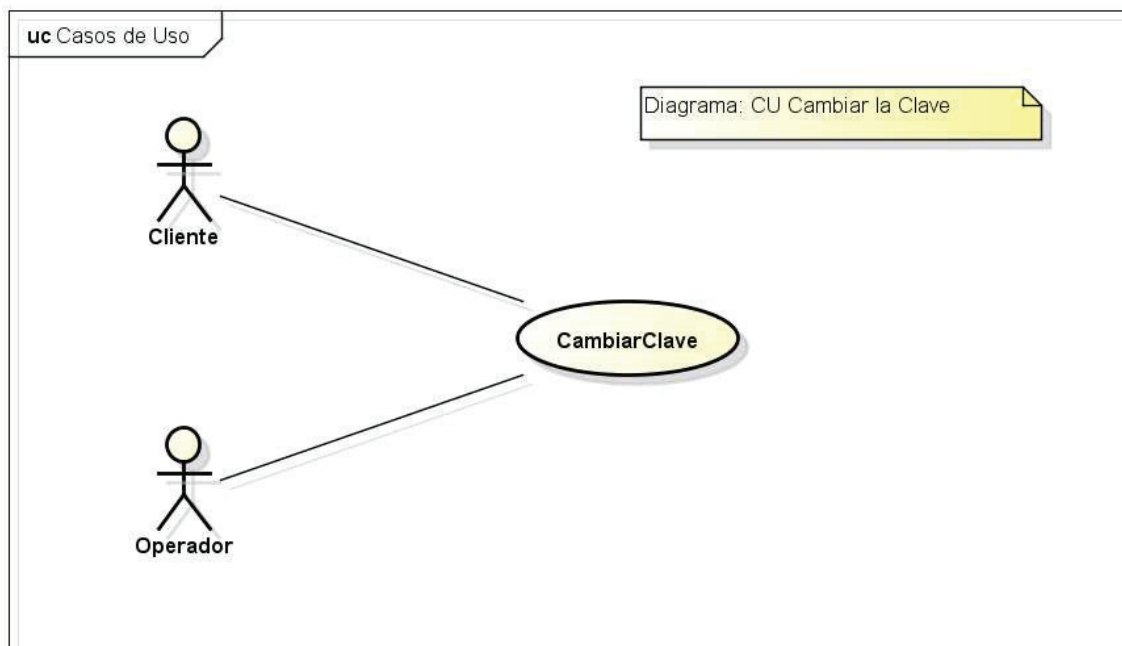 uc Casos de Uso
Diagrama: CU Cambiar la Clave
Cliente
CambiarClave
Operador